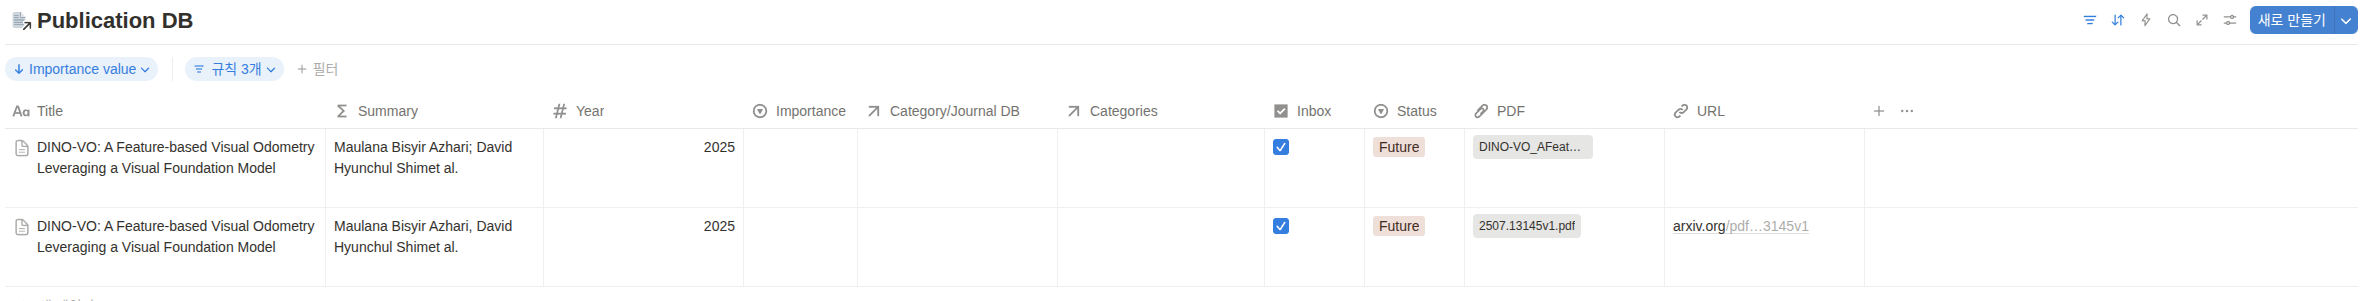 Publication DB
새로 만들기
Importance value
규칙 3개
필터
Aa Title
Summary
Year
Importance
Category/Journal DB
Categories
Inbox
Status
PDF
URL
DINO-VO: A Feature-based Visual Odometry
Leveraging a Visual Foundation Model
Maulana Bisyir Azhari; David
Hyunchul Shimet al.
2025
Future
DINO-VO_AFeat…
DINO-VO: A Feature-based Visual Odometry
Leveraging a Visual Foundation Model
Maulana Bisyir Azhari, David
Hyunchul Shimet al.
2025
Future
2507.13145v1.pdf
arxiv.org/pdf…3145v1